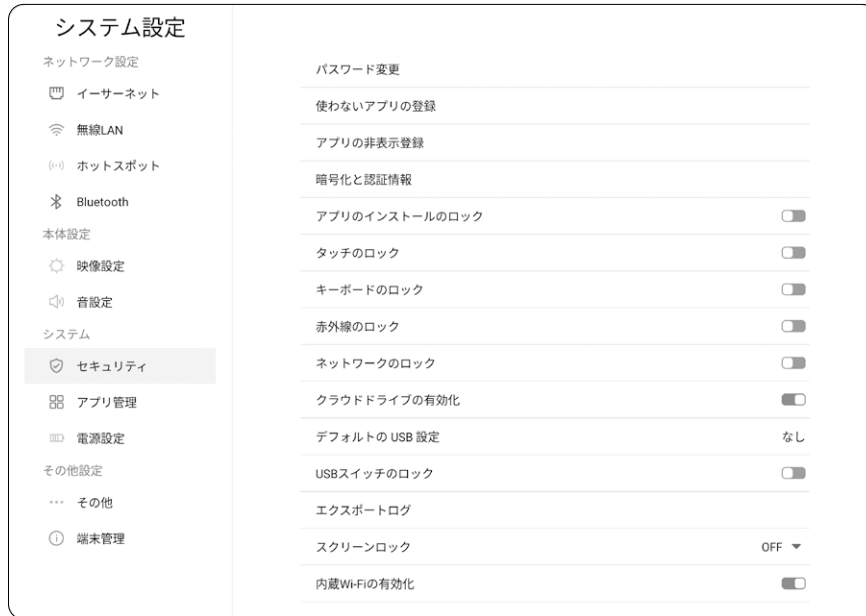 システム設定
ネットワーク設定
イーサーネット
無線LAN
ホットスポット
Bluetooth
本体設定
映像設定
音設定
システム
セキュリティ
アプリ管理
電源設定
その他設定
その他
端末管理
パスワード変更
使わないアプリの登録
アプリの非表示登録
暗号化と認証情報
アプリのインストールのロック
タッチのロック
キーボードのロック
赤外線のロック
ネットワークのロック
クラウドドライブの有効化
デフォルトの USB 設定 なし
USBスイッチのロック
エクスポートログ
スクリーンロック OFF
内蔵Wi-Fiの有効化